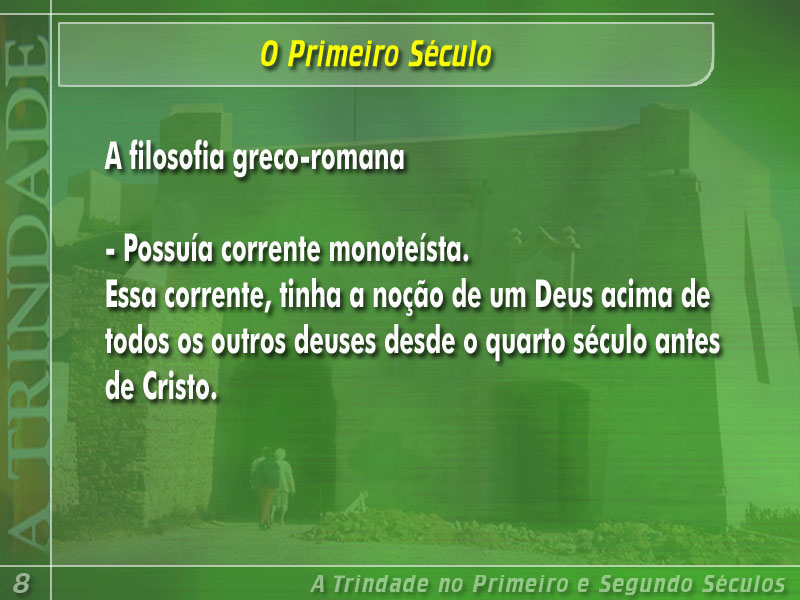 O Primeiro Século
A TRINDADE
A filosofia greco-romana
- Possuía corrente monoteísta.
Essa corrente, tinha a noção de um Deus acima de
todos os outros deuses desde o quarto século antes
de Cristo.
8
A Trindade no Primeiro e Segundo Séculos